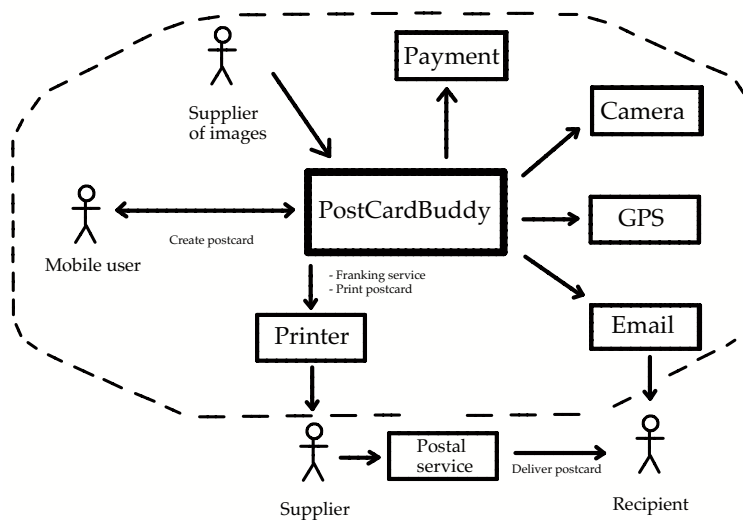 Payment
Supplier
of images
Camera
PostCardBuddy
GPS
Mobile user
Create postcard
- Franking service
- Print postcard
Printer
Email
Postal
service
Deliver postcard
Supplier
Recipient